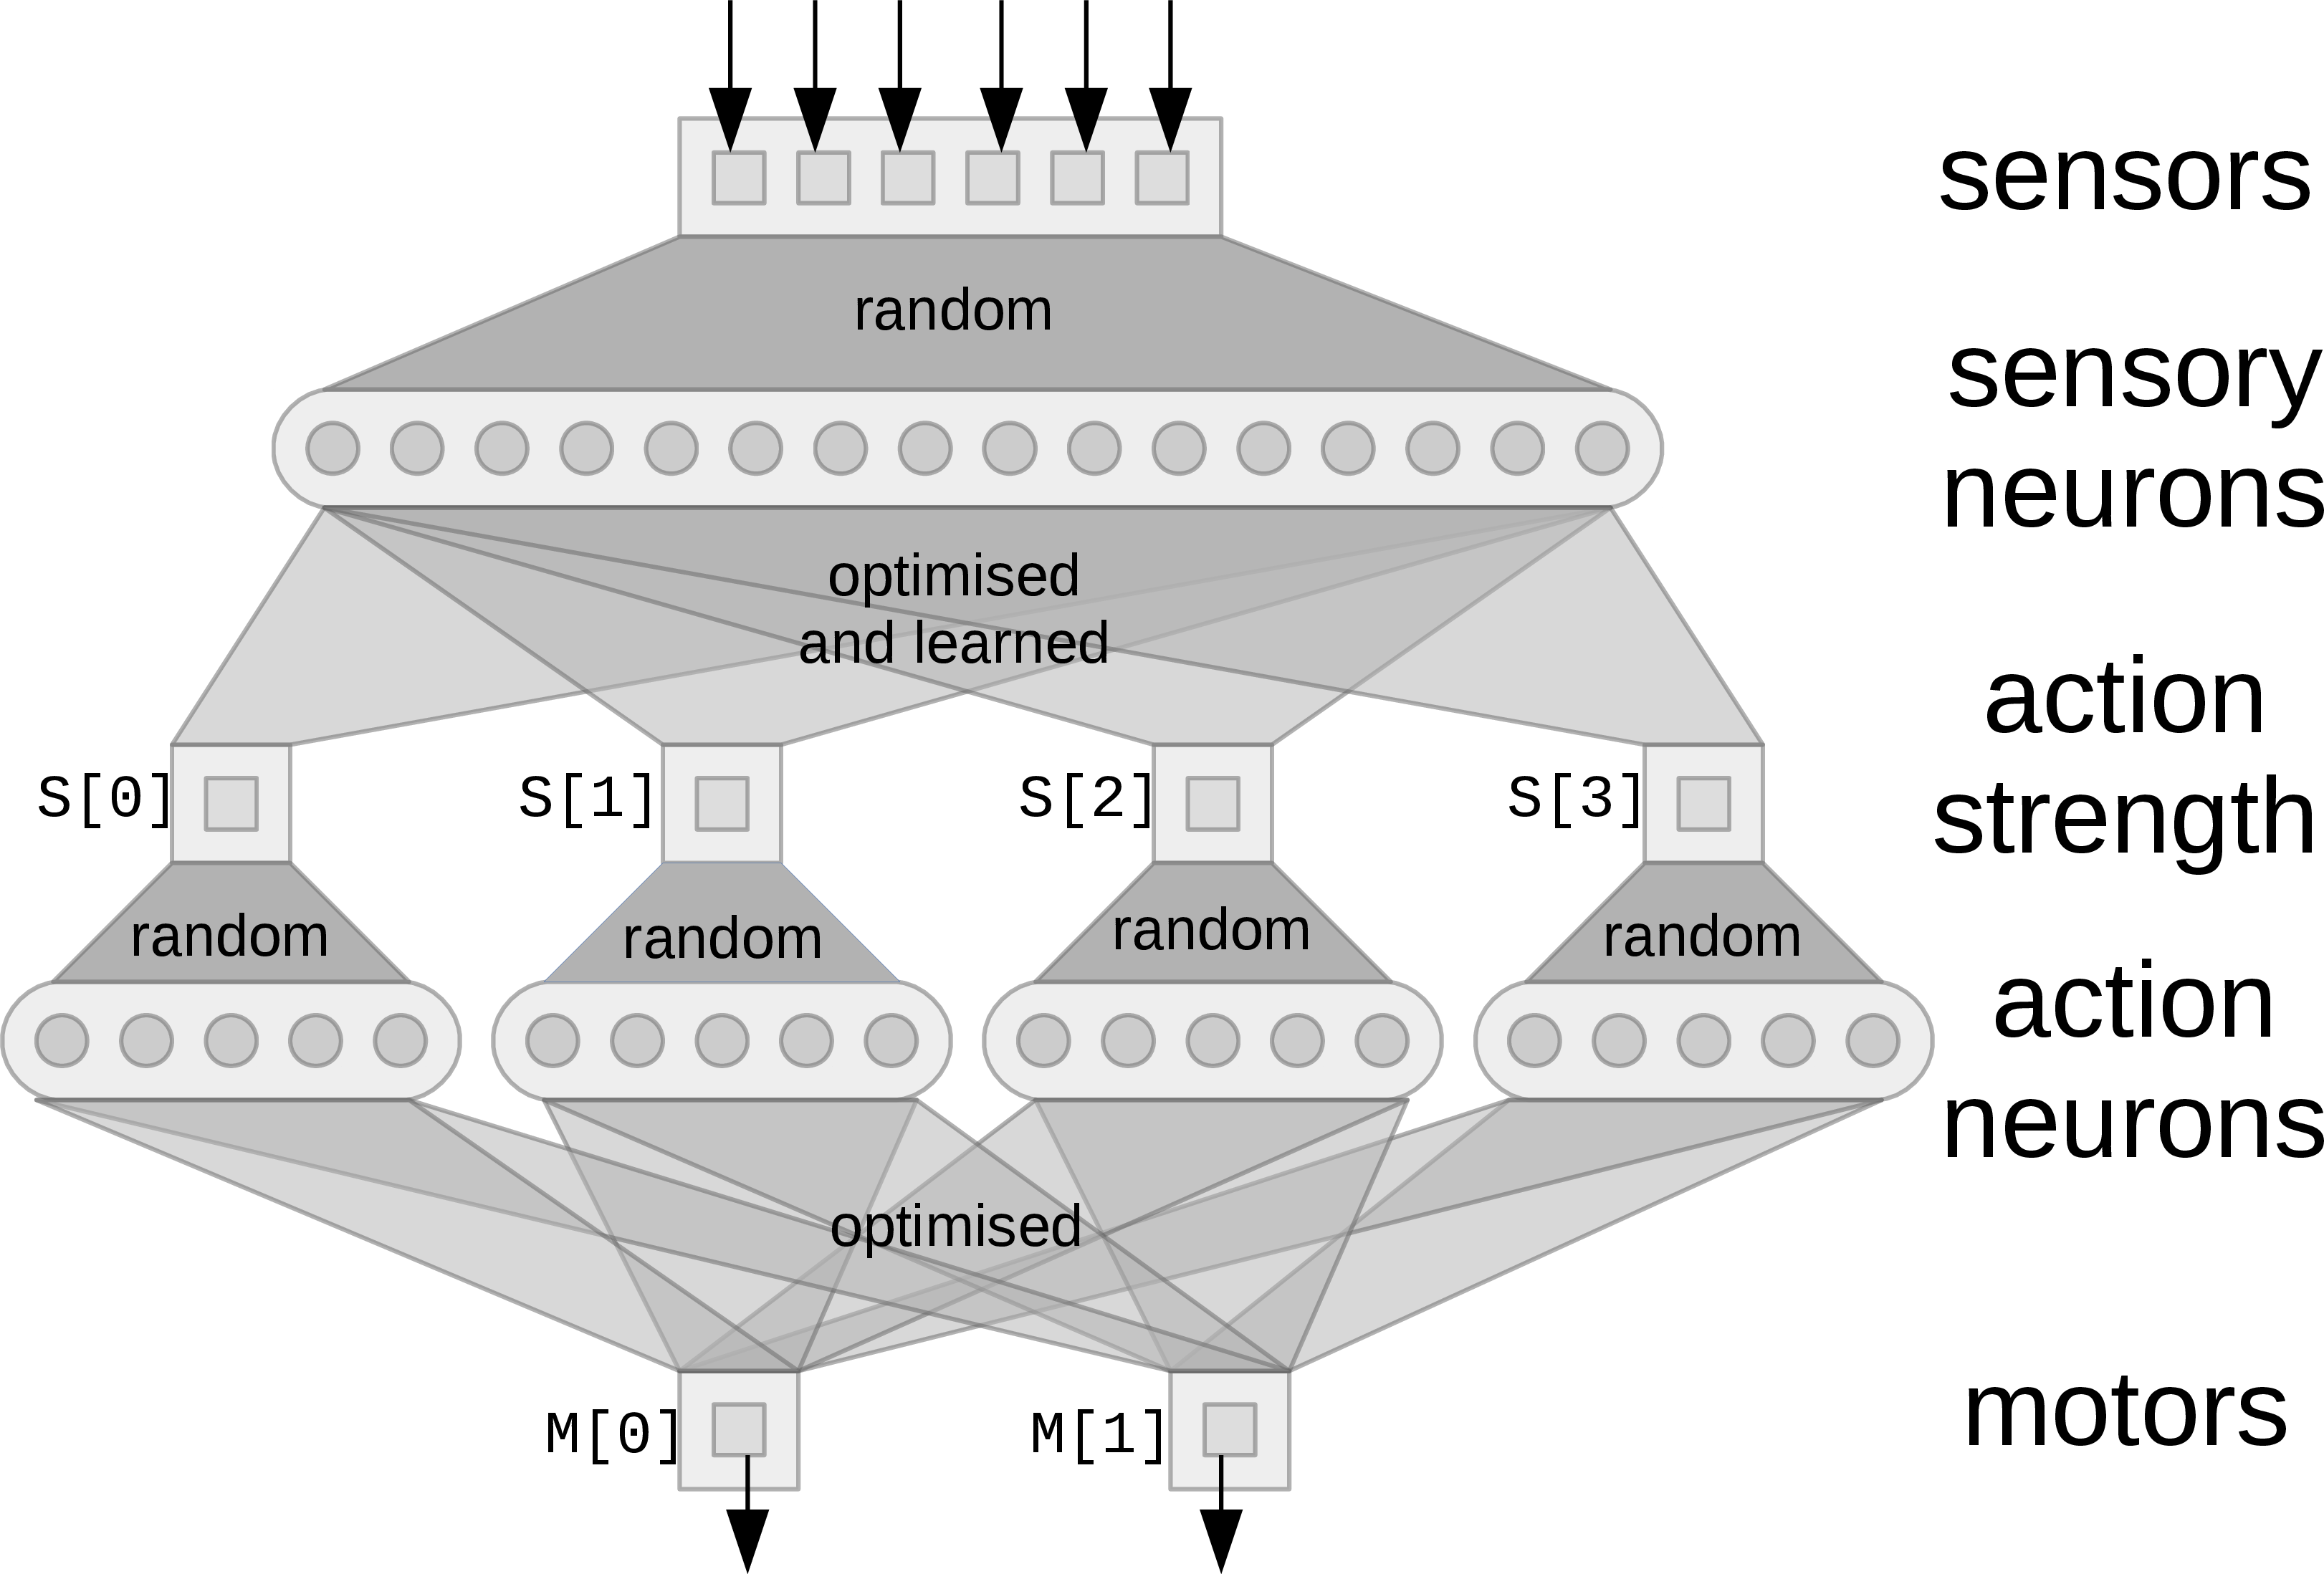 sensors
random
sensory
neurons
optimised
and learned
action
strength
S[0]
S[1]
S[2]
S[3]
random
random
random
random
action
neurons
optimised
motors
M[0]
M[1]